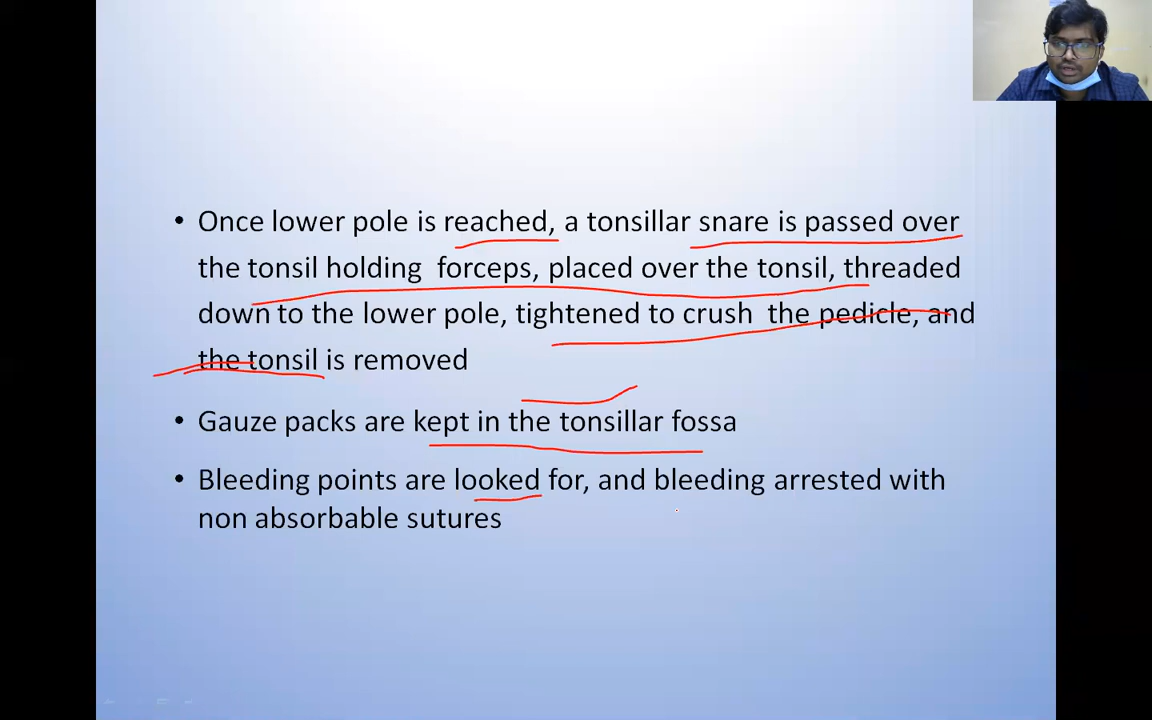 • Once lower pole is reached, a tonsillar snare is passed over
the tonsil holding forceps, placed over the tonsil, threaded
down to the lower pole, tightened to crush the pedicle, and
the tonsil is removed
• Gauze packs are kept in the tonsillar fossa
• Bleeding points are looked for, and bleeding arrested with
non absorbable sutures